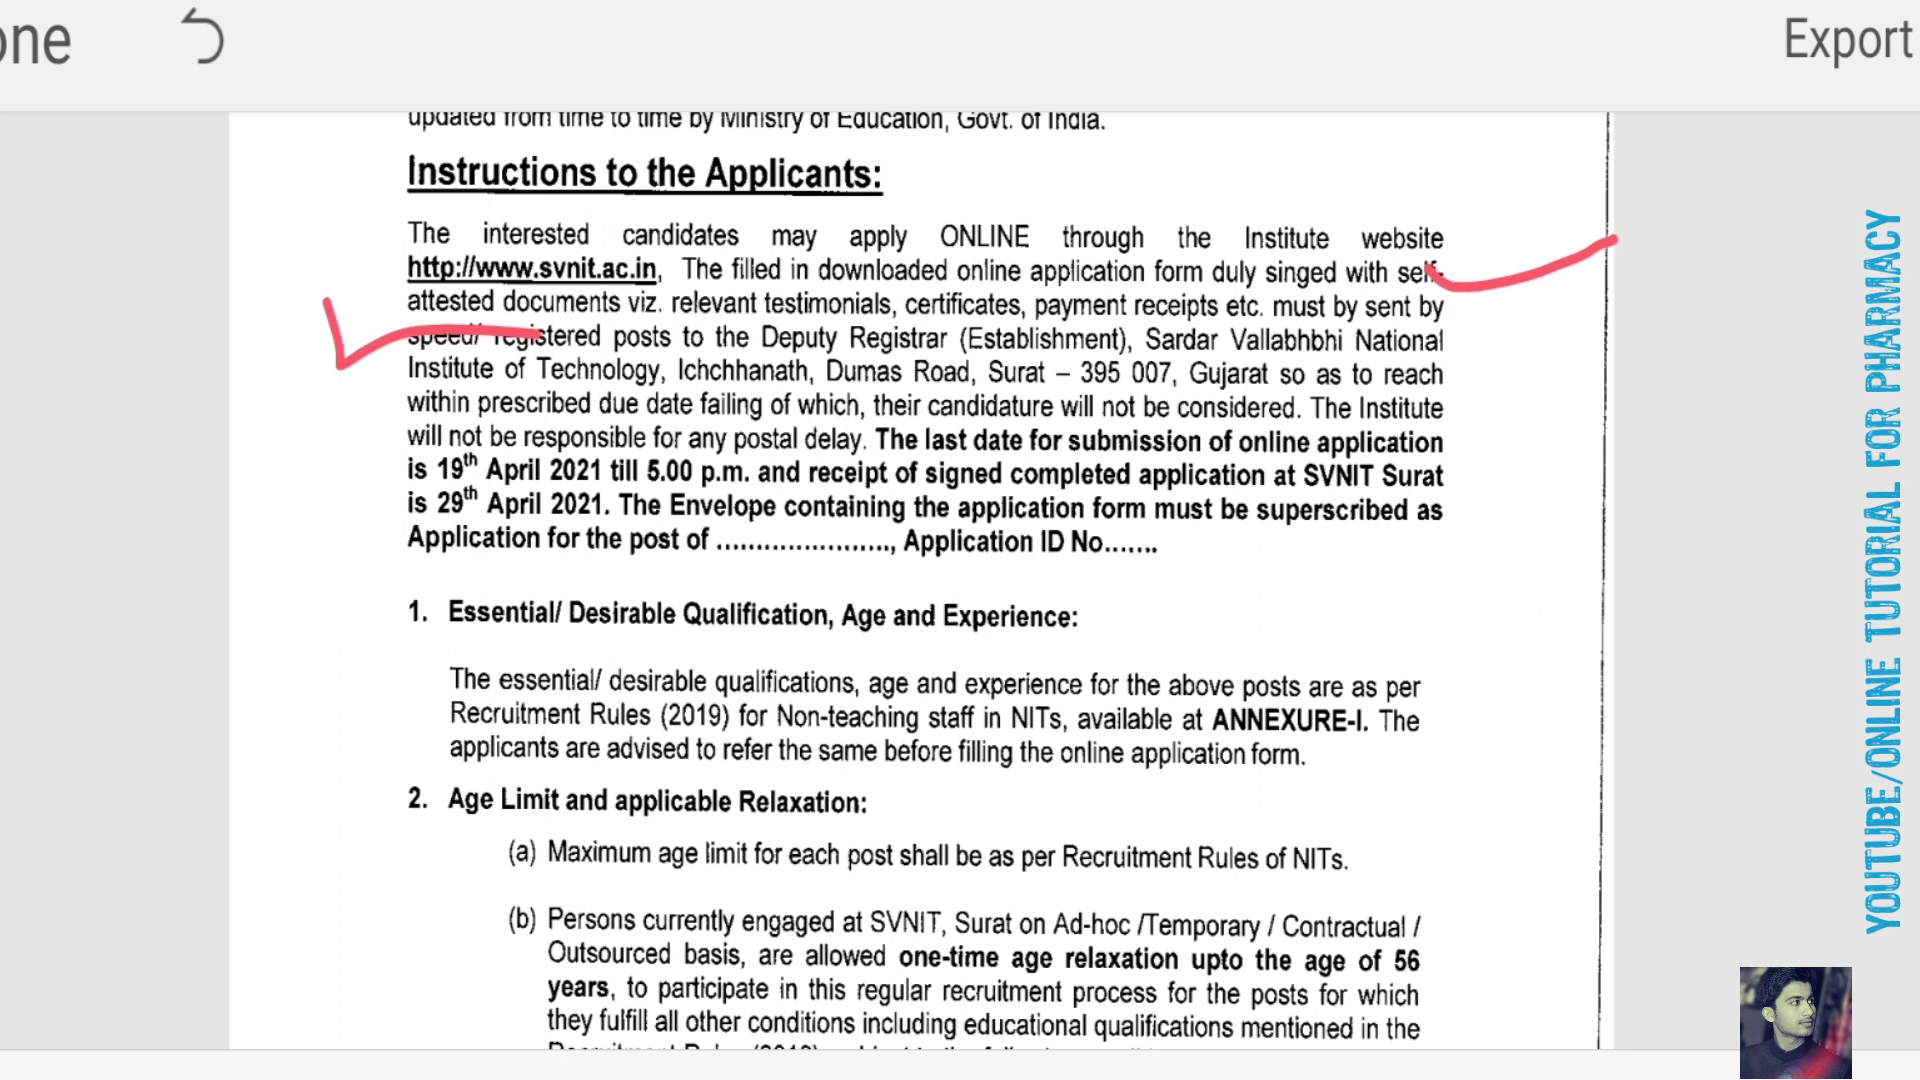 one
Export
updated from time to time by Ministry of Education, Govt. of India.
Instructions to the Applicants:
The interested candidates may apply ONLINE through the Institute website
http://www.svnit.ac.in, The filled in downloaded online application form duly singed with self-
attested documents viz. relevant testimonials, certificates, payment receipts etc. must by sent by
speed/ registered posts to the Deputy Registrar (Establishment), Sardar Vallabhbhi National
Institute of Technology, Ichchhanath, Dumas Road, Surat – 395 007, Gujarat so as to reach
within prescribed due date failing of which, their candidature will not be considered. The Institute
will not be responsible for any postal delay. The last date for submission of online application
is 19th April 2021 till 5.00 p.m. and receipt of signed completed application at SVNIT Surat
is 29th April 2021. The Envelope containing the application form must be superscribed as
Application for the post of ......................, Application ID No.......
1. Essential/ Desirable Qualification, Age and Experience:
The essential/ desirable qualifications, age and experience for the above posts are as per
Recruitment Rules (2019) for Non-teaching staff in NITs, available at ANNEXURE-I. The
applicants are advised to refer the same before filling the online application form.
2. Age Limit and applicable Relaxation:
(a) Maximum age limit for each post shall be as per Recruitment Rules of NITs.
(b) Persons currently engaged at SVNIT, Surat on Ad-hoc /Temporary / Contractual /
Outsourced basis, are allowed one-time age relaxation upto the age of 56
years, to participate in this regular recruitment process for the posts for which
they fulfill all other conditions including educational qualifications mentioned in the
YOUTUBE/ONLINE TUTORIAL FOR PHARMACY